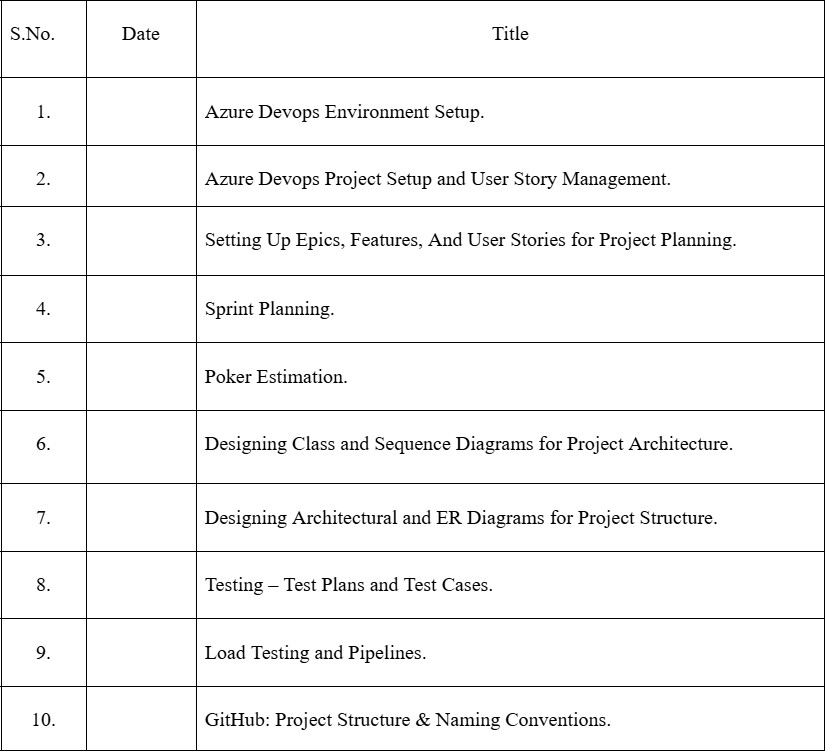 S.No. Date Title
1. Azure Devops Environment Setup.
2. Azure Devops Project Setup and User Story Management.
3. Setting Up Epics, Features, And User Stories for Project Planning.
4. Sprint Planning.
5. Poker Estimation.
6. Designing Class and Sequence Diagrams for Project Architecture.
7. Designing Architectural and ER Diagrams for Project Structure.
8. Testing – Test Plans and Test Cases.
9. Load Testing and Pipelines.
10. GitHub: Project Structure & Naming Conventions.